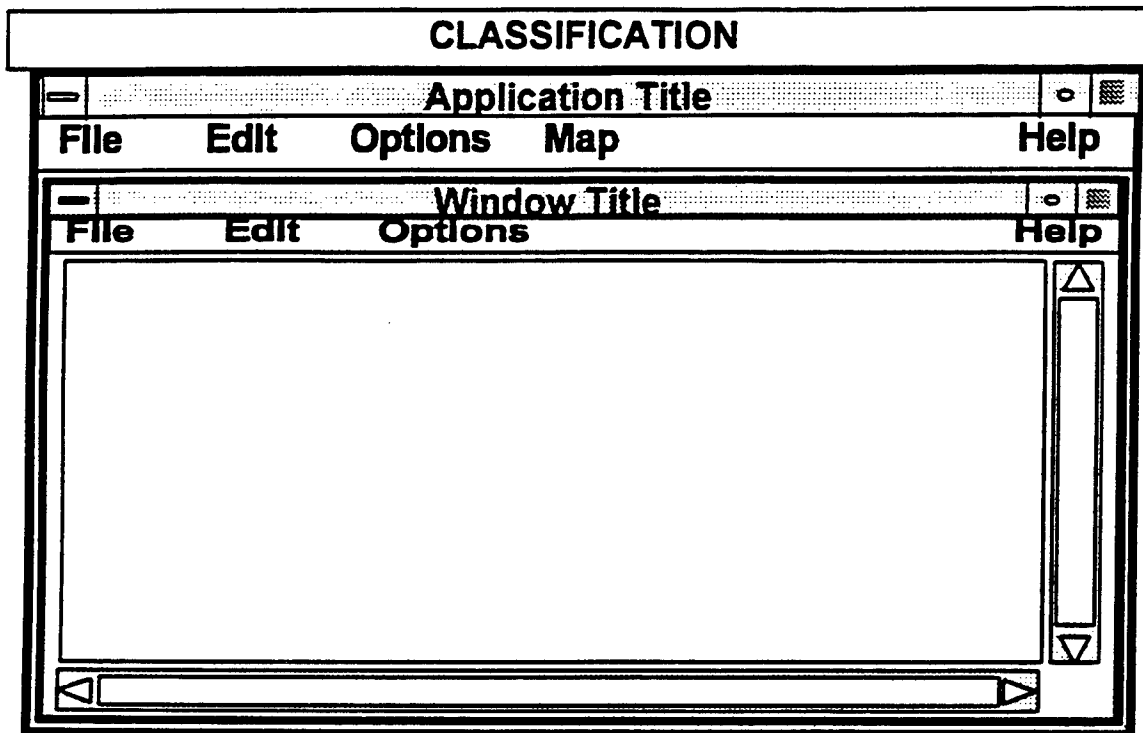 CLASSIFICATION
Application Title
File Edit Options Map Help
Window Title
File Edit Options Help